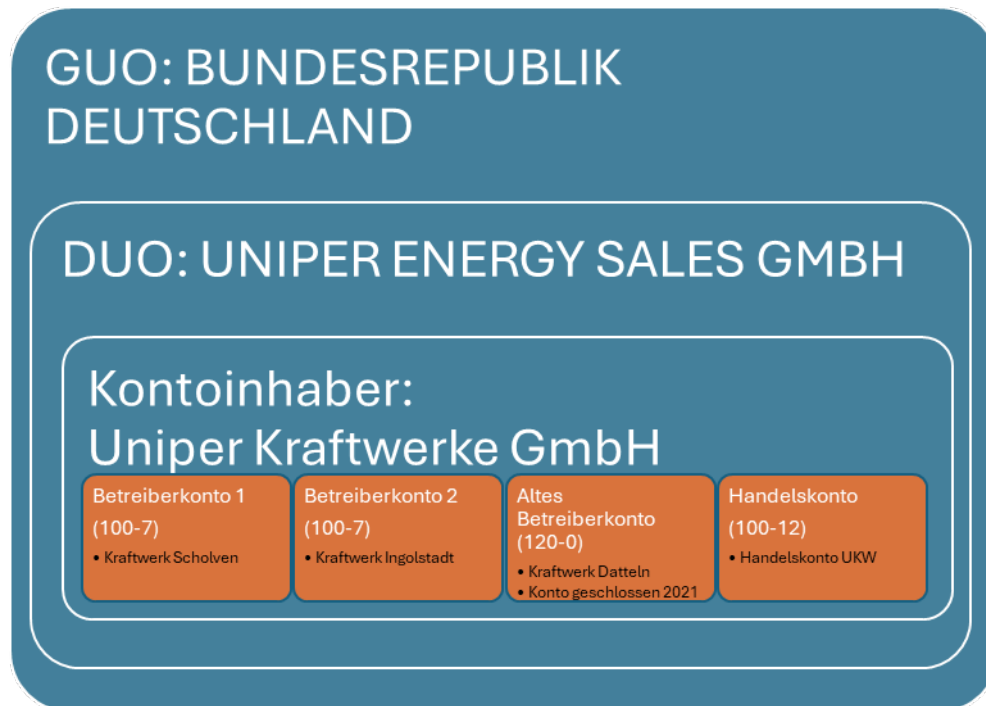 GUO: BUNDESREPUBLIK
DEUTSCHLAND
DUO: UNIPER ENERGY SALES GMBH
Kontoinhaber:
Uniper Kraftwerke GmbH
Betreiberkonto 1
(100-7)
• Kraftwerk Scholven
Betreiberkonto 2
(100-7)
• Kraftwerk Ingolstadt
Altes
Betreiberkonto
(120-0)
• Kraftwerk Datteln
• Konto geschlossen 2021
Handelskonto
(100-12)
• Handelskonto UKW